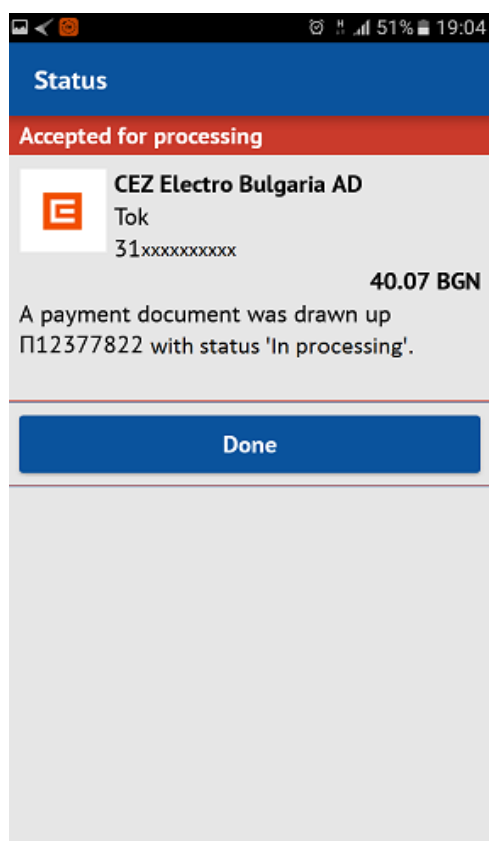 51% 19:04
Status
Accepted for processing
CEZ Electro Bulgaria AD
Tok
31xxxxxxxxxx
40.07 BGN
A payment document was drawn up
П12377822 with status 'In processing'.
Done